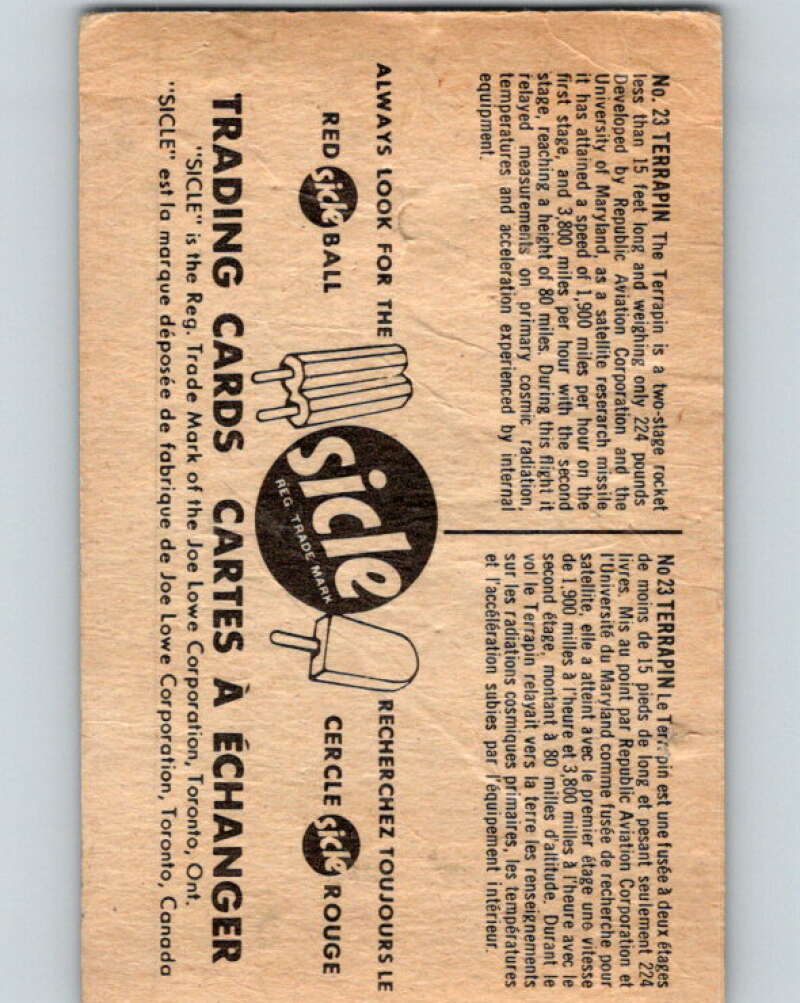 No. 23 TERRAPIN The Terrapin is a two-stage rocket
less than 15 feet long and weighing only 224 pounds
Developed by Republic Aviation Corporation and the
University of Maryland, as a satellite reserarch missile
it has attained a speed of 1,900 miles per hour on the
first stage, and 3,800 miles per hour with the second
stage, reaching a height of 80 miles. During this flight it
relayed measurements on primary cosmic radiation,
temperatures and acceleration experienced by internal
equipment.
No 23 TERRAPIN Le Terrapin est une fusée à deux étages
de moins de 15 pieds de long et pesant seulement 224
livres. Mis au point par Republic Aviation Corporation et
l'Université du Maryland comme fusée de recherche pour
satellite, elle a atteint avec le premier étage une vitesse
de 1,900 milles à l'heure et 3,800 milles à l'heure avec le
second étage, montant à 80 milles d'altitude. Durant le
vol le Terrapin relayait vers la terre les renseignements
sur les radiations cosmiques primaires, les températures
et l'accélération subies par l'équipement intérieur.
ALWAYS LOOK FOR THE
RED sicle BALL
sicle
REG. TRADE MARK
RECHERCHEZ TOUJOURS LE
CERCLE sicle ROUGE
TRADING CARDS CARTES À ÉCHANGER
"SICLE" is the Reg. Trade Mark of the Joe Lowe Corporation, Toronto, Ont.
"SICLE" est la marque déposée de fabrique de Joe Lowe Corporation, Toronto, Canada